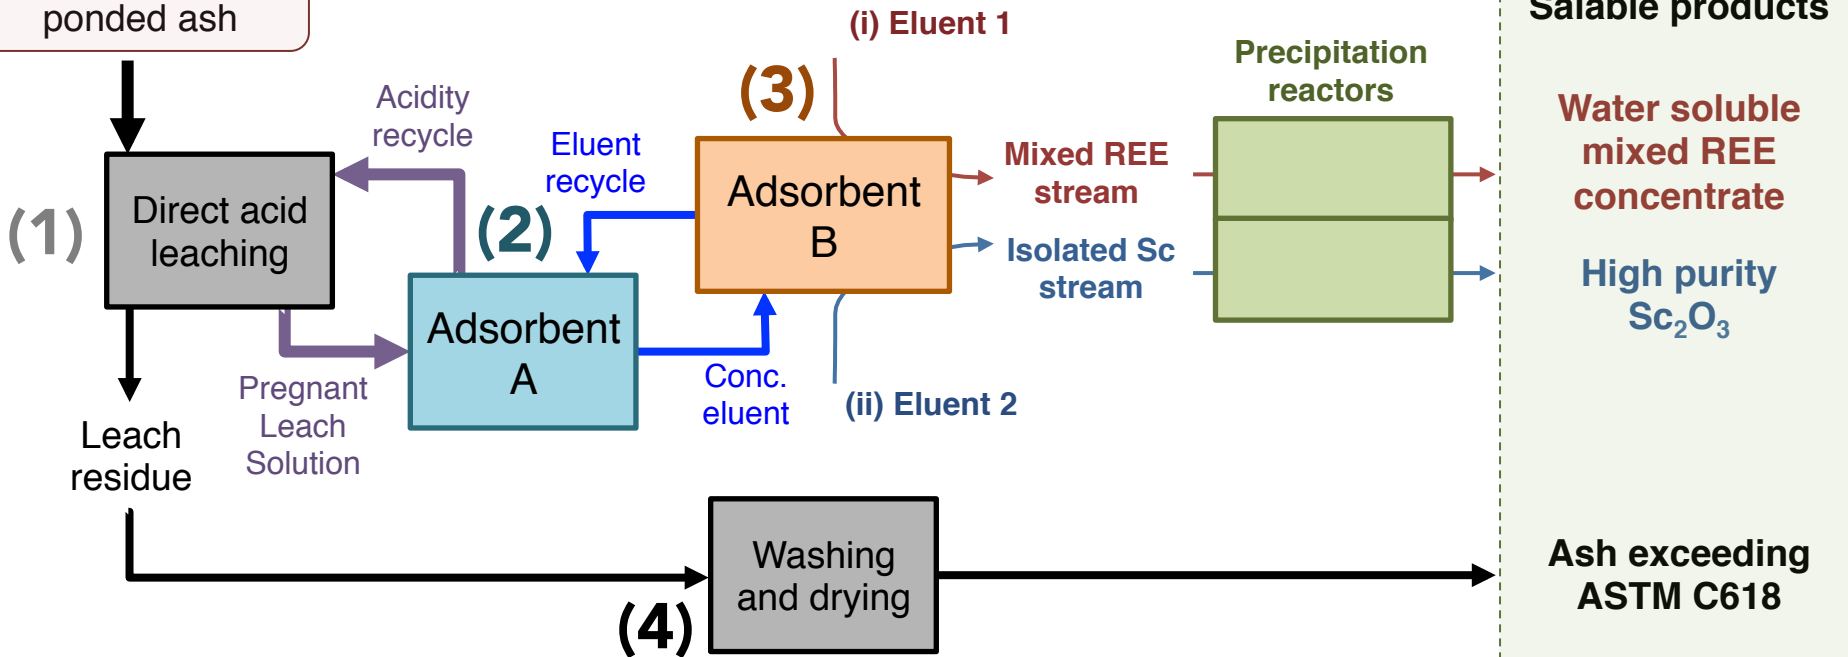 ponded ash
(i) Eluent 1
Salable products
(3)
Precipitation
reactors
Acidity
recycle
Eluent
recycle
Water soluble
mixed REE
concentrate
Mixed REE
stream
Adsorbent
B
(1)
Direct acid
leaching
(2)
Isolated Sc
stream
High purity
Sc₂O₃
Adsorbent
A
Pregnant
Leach
Solution
Conc.
eluent
(ii) Eluent 2
Leach
residue
Washing
and drying
(4)
Ash exceeding
ASTM C618